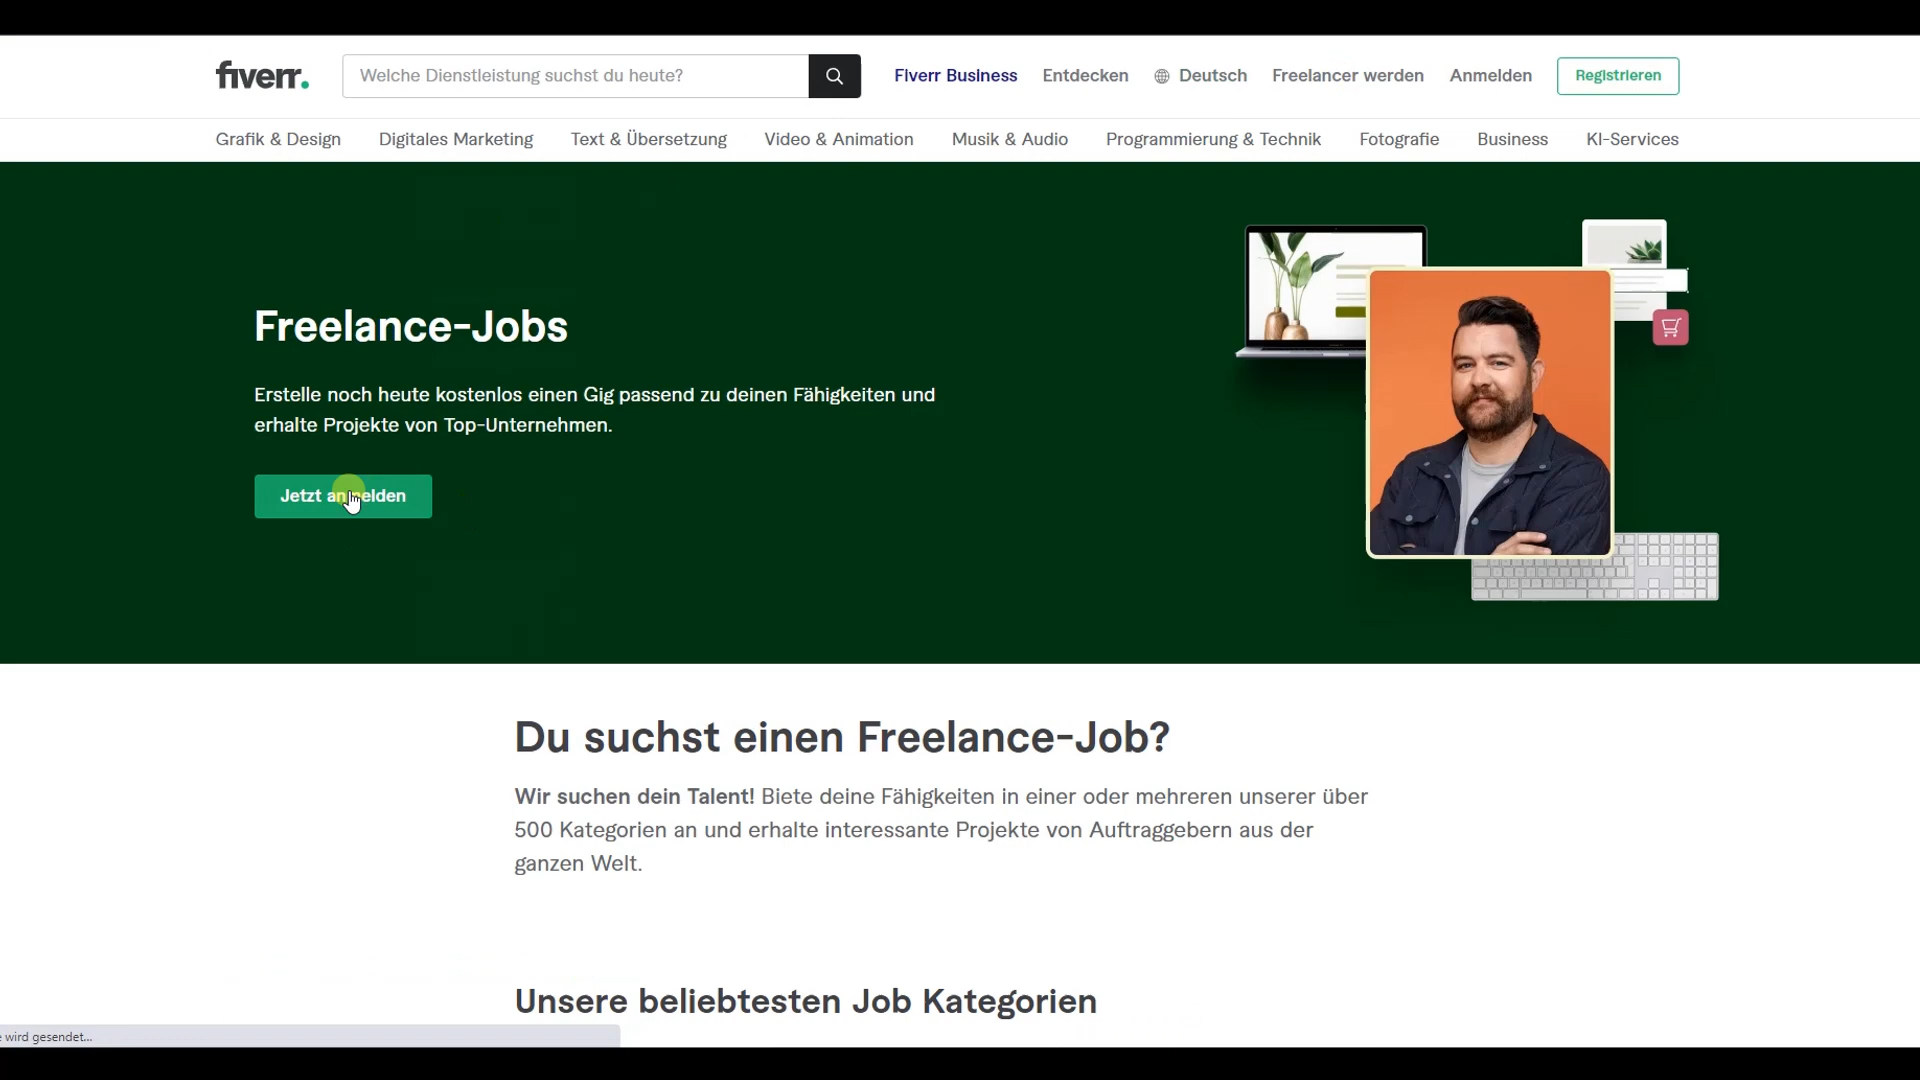 fiverr.
Welche Dienstleistung suchst du heute?
Fiverr Business
Entdecken
Deutsch
Freelancer werden
Anmelden
Registrieren
Grafik & Design
Digitales Marketing
Text & Übersetzung
Video & Animation
Musik & Audio
Programmierung & Technik
Fotografie
Business
KI-Services
Freelance-Jobs
Erstelle noch heute kostenlos einen Gig passend zu deinen Fähigkeiten und
erhalte Projekte von Top-Unternehmen.
Jetzt anmelden
Du suchst einen Freelance-Job?
Wir suchen dein Talent! Biete deine Fähigkeiten in einer oder mehreren unserer über
500 Kategorien an und erhalte interessante Projekte von Auftraggebern aus der
ganzen Welt.
Unsere beliebtesten Job Kategorien
wird gesendet...